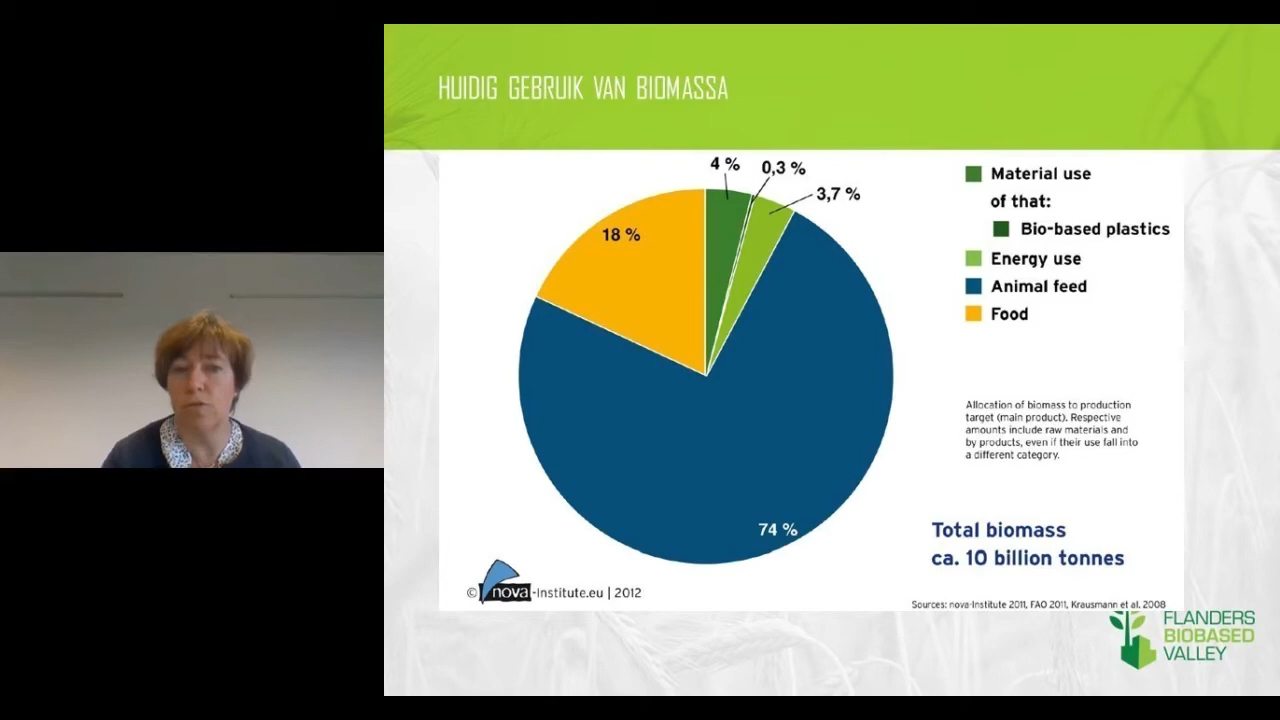 HUIDIG GEBRUIK VAN BIOMASSA
4 %
0,3 %
3,7 %
18 %
74 %
Material use
of that:
Bio-based plastics
Energy use
Animal feed
Food
Allocation of biomass to production
target (main product). Respective
amounts include raw materials and
by products, even if their use fall into
a different category.
Total biomass
ca. 10 billion tonnes
© nova-Institute.eu | 2012
Sources: nova-Institute 2011, FAO 2011, Krausmann et al. 2008
FLANDERS
BIOBASED
VALLEY